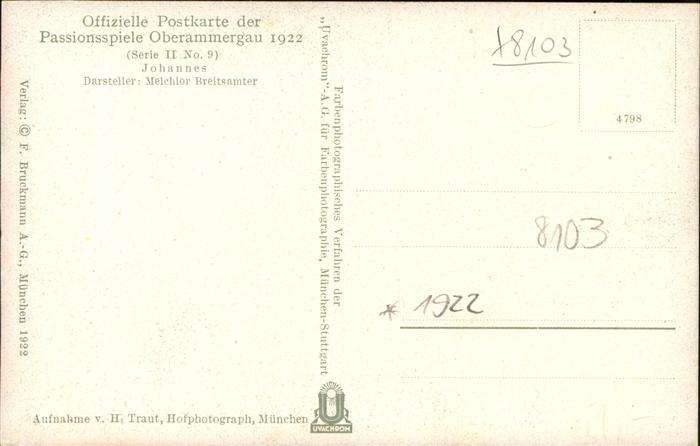 Offizielle Postkarte der
Passionsspiele Oberammergau 1922
(Serie II No. 9)
Johannes
Darsteller: Melchior Breitsamter
Verlag: © F. Bruckmann A.-G., München 1922
Aufnahme v. H. Traut, Hofphotograph, München
Farbenphotographisches Verfahren der
„Uvachrom"-A.G. für Farbenphotographie, München-Stuttgart
UVACHROM
18103
4798
8103
* 1922